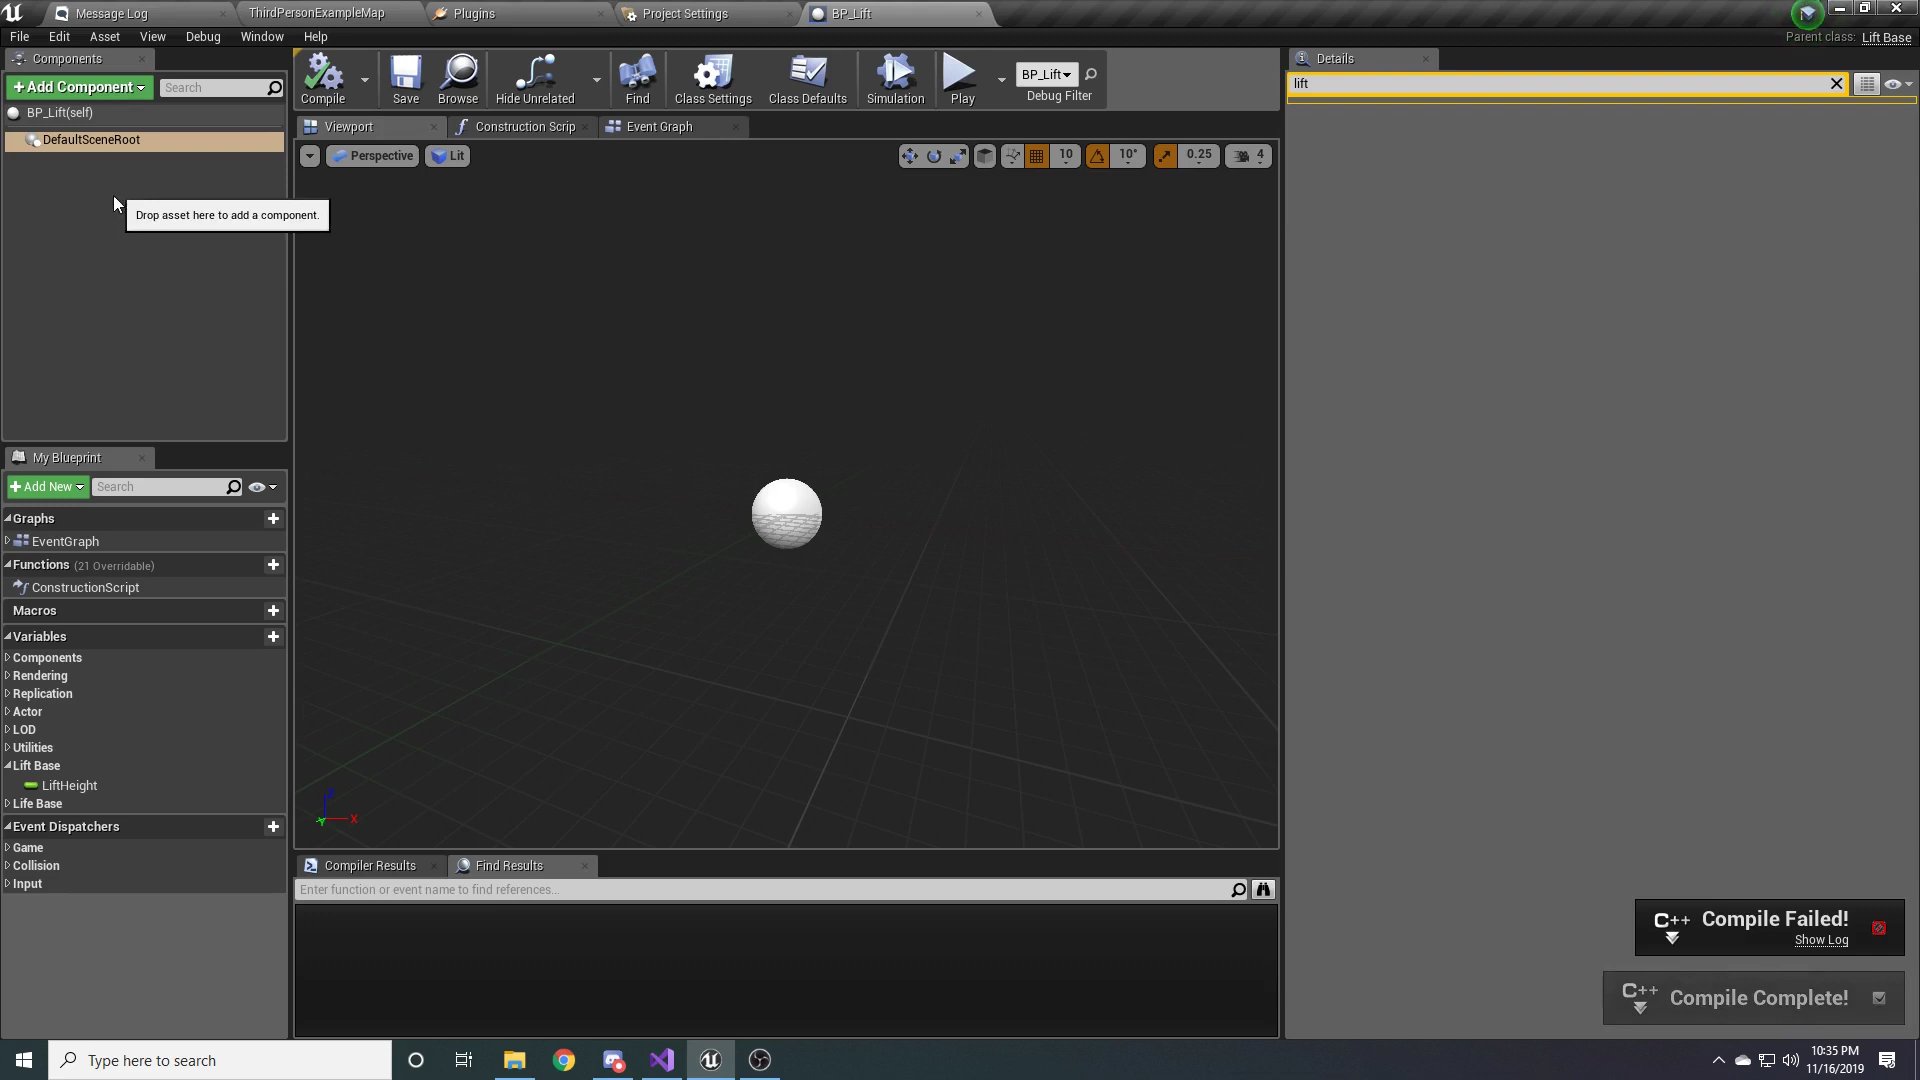 Message Log
ThirdPersonExampleMap
Plugins
Project Settings
BP_Lift
File Edit Asset View Debug Window Help
Parent class: Lift Base
Components
+Add Component
Search
BP_Lift(self)
DefaultSceneRoot
Drop asset here to add a component.
Compile
Save
Browse
Hide Unrelated
Find
Class Settings
Class Defaults
Simulation
Play
BP_Lift
Debug Filter
Viewport
Construction Scrip
Event Graph
Perspective
Lit
10
10°
0.25
4
X
Details
lift
My Blueprint
+Add New
Search
Graphs
EventGraph
Functions (21 Overridable)
ConstructionScript
Macros
Variables
Components
Rendering
Replication
Actor
LOD
Utilities
Lift Base
LiftHeight
Life Base
Event Dispatchers
Game
Collision
Input
Compiler Results
Find Results
Enter function or event name to find references...
C++ Compile Failed!
Show Log
C++ Compile Complete!
Type here to search
10:35 PM
11/16/2019